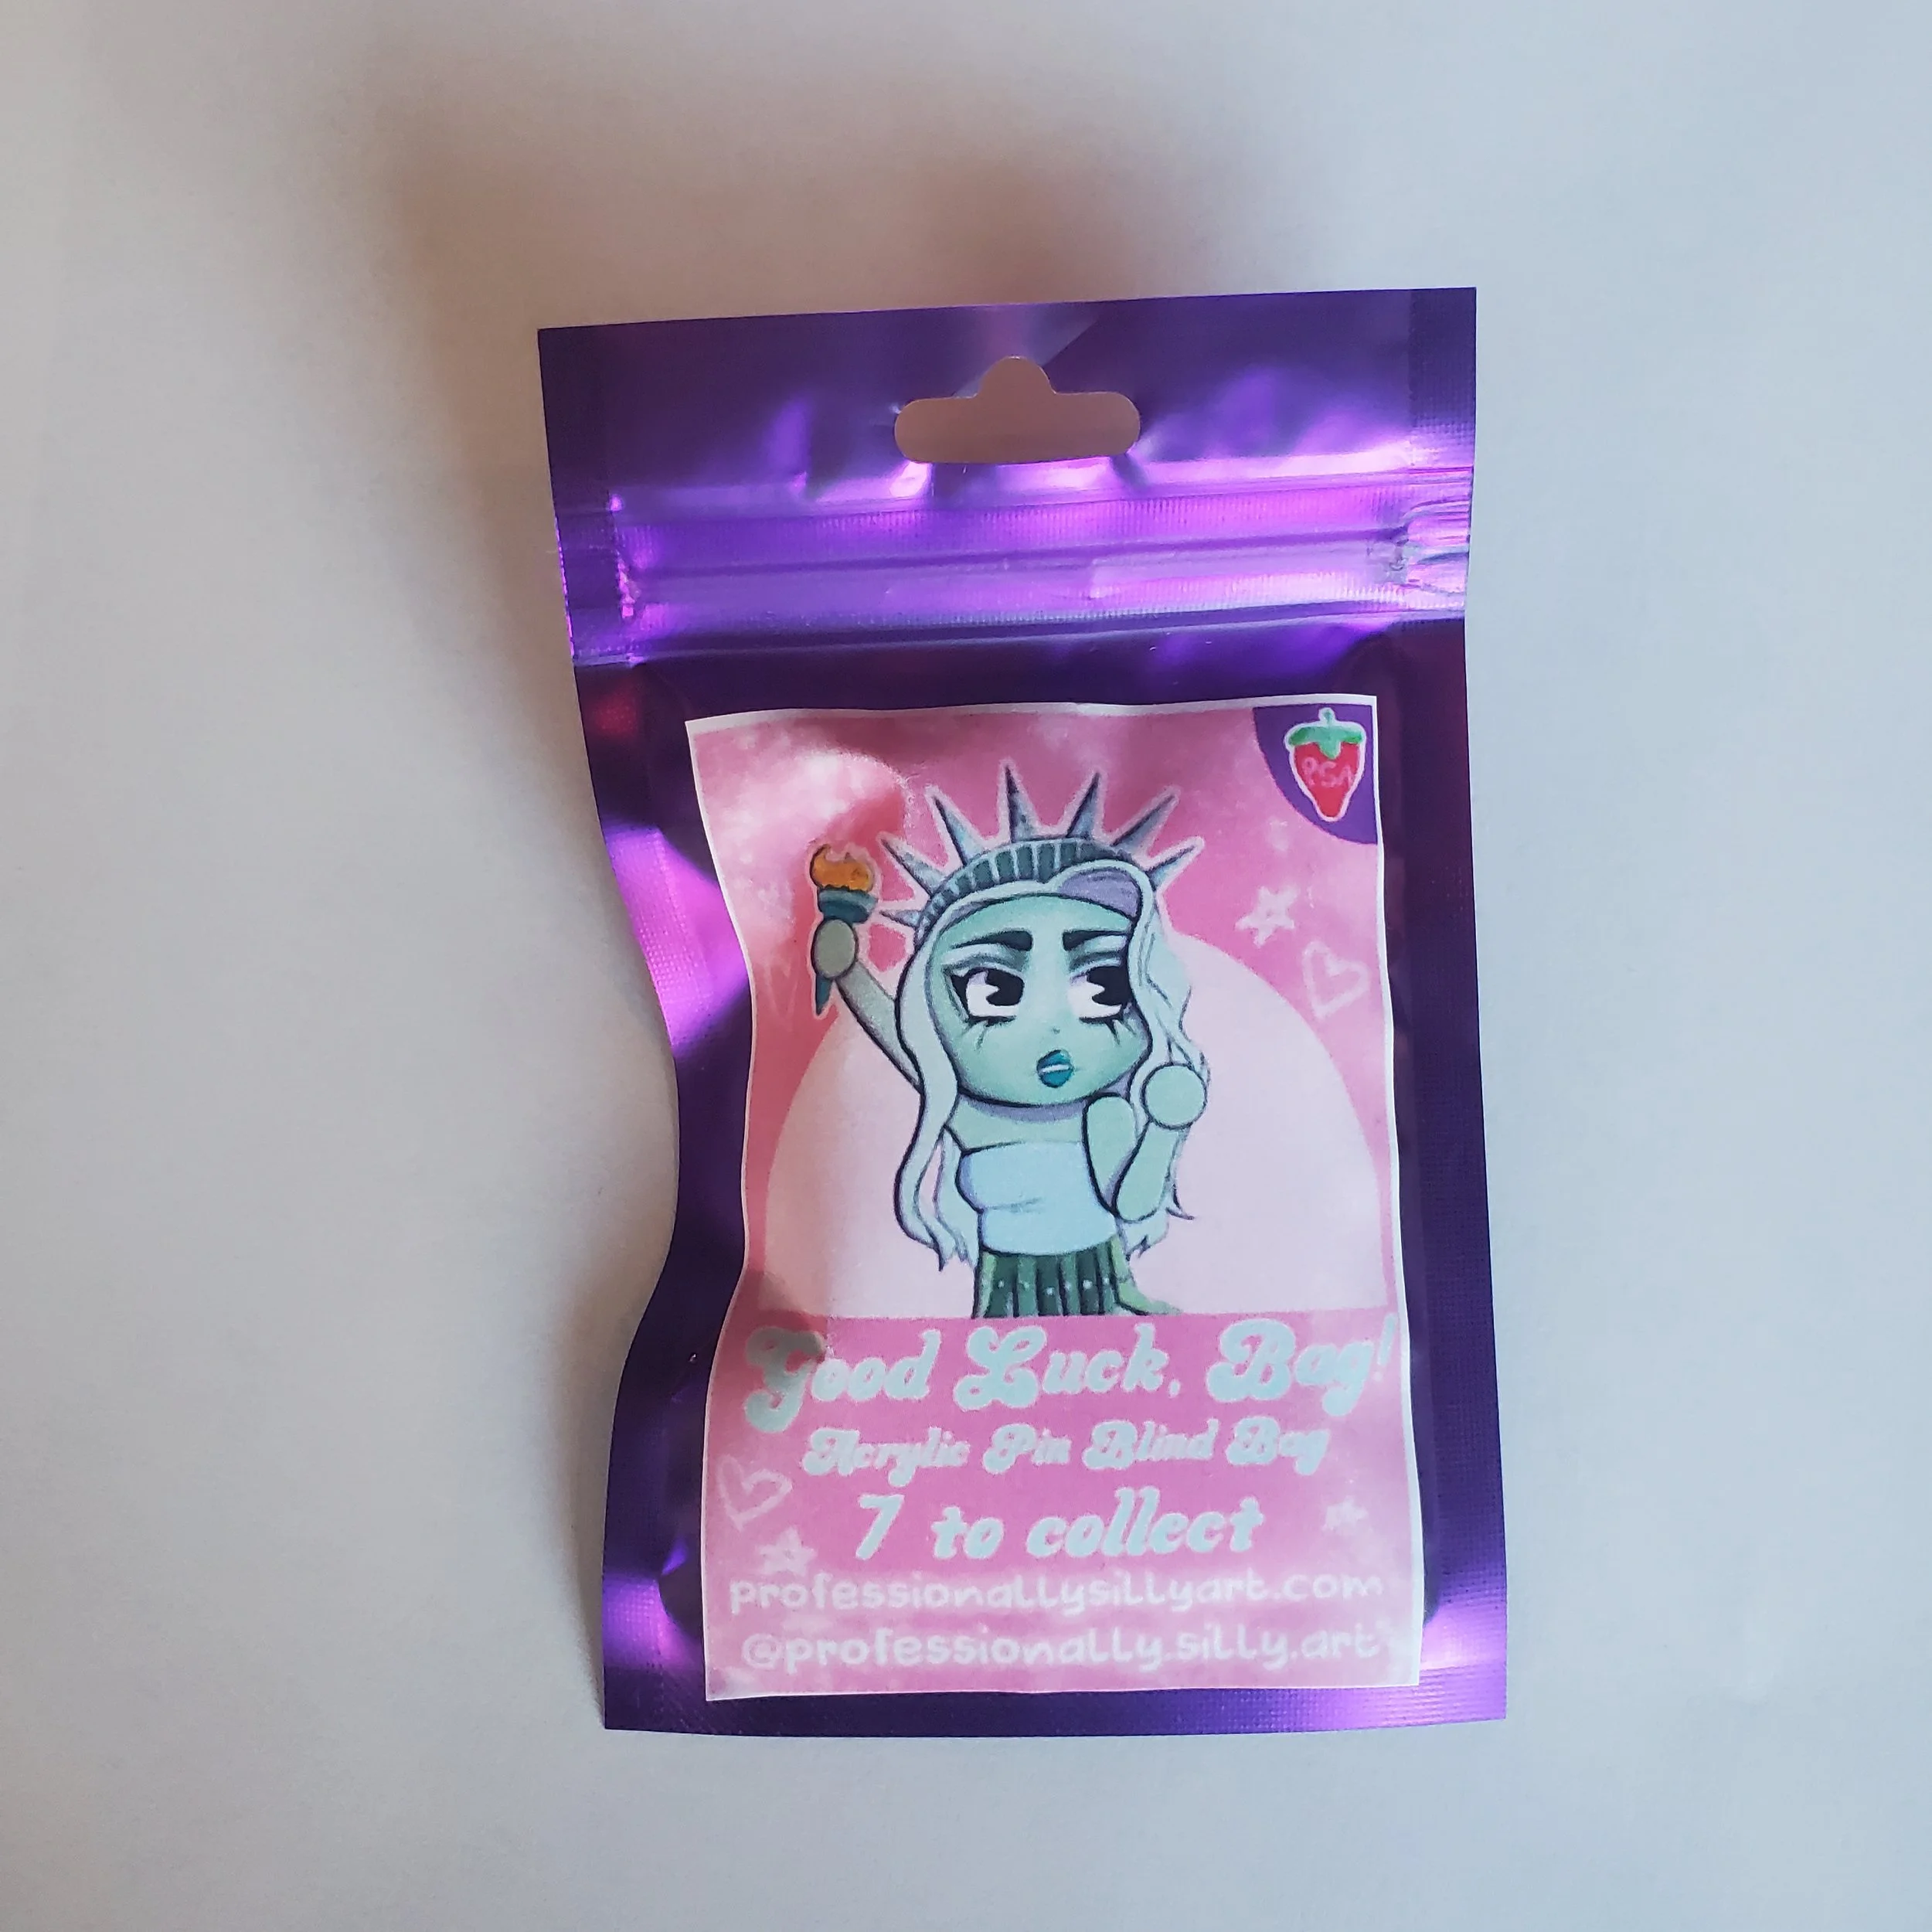 PSA
Good Luck, Bag!
Acrylic Pin Blind Bag
7 to collect
professionallysillyart.com
@professionally.silly.art